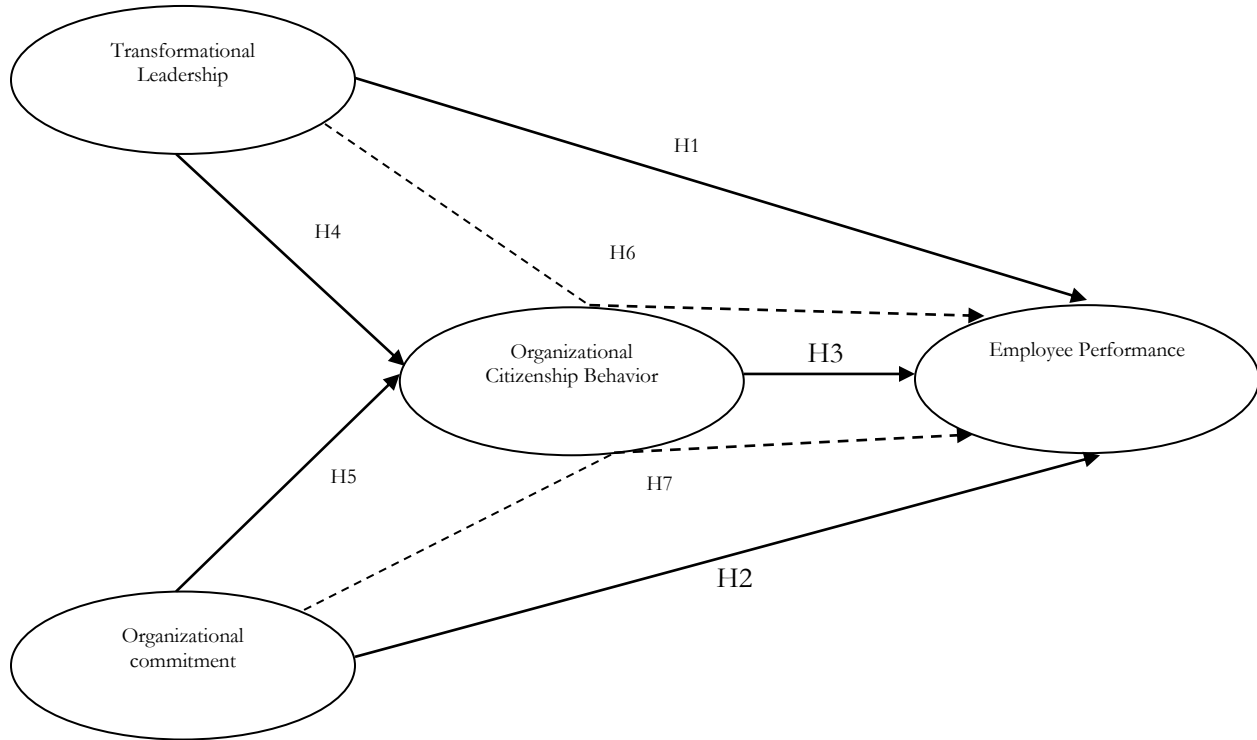 Transformational
Leadership
H1
H4
H6
Organizational
Citizenship Behavior
H3
Employee Performance
H5
H7
H2
Organizational
commitment